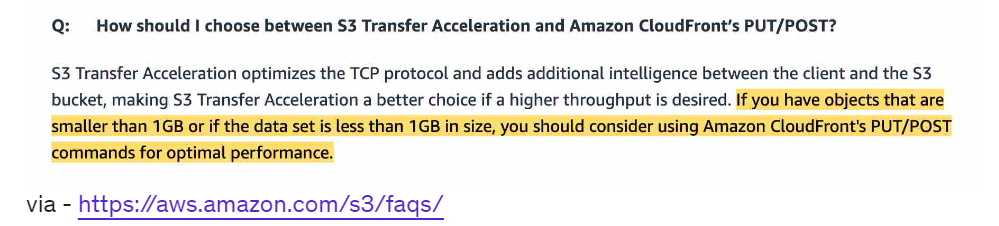 Q: How should I choose between S3 Transfer Acceleration and Amazon CloudFront’s PUT/POST?
S3 Transfer Acceleration optimizes the TCP protocol and adds additional intelligence between the client and the S3
bucket, making S3 Transfer Acceleration a better choice if a higher throughput is desired. If you have objects that are
smaller than 1GB or if the data set is less than 1GB in size, you should consider using Amazon CloudFront's PUT/POST
commands for optimal performance.
via - https://aws.amazon.com/s3/faqs/